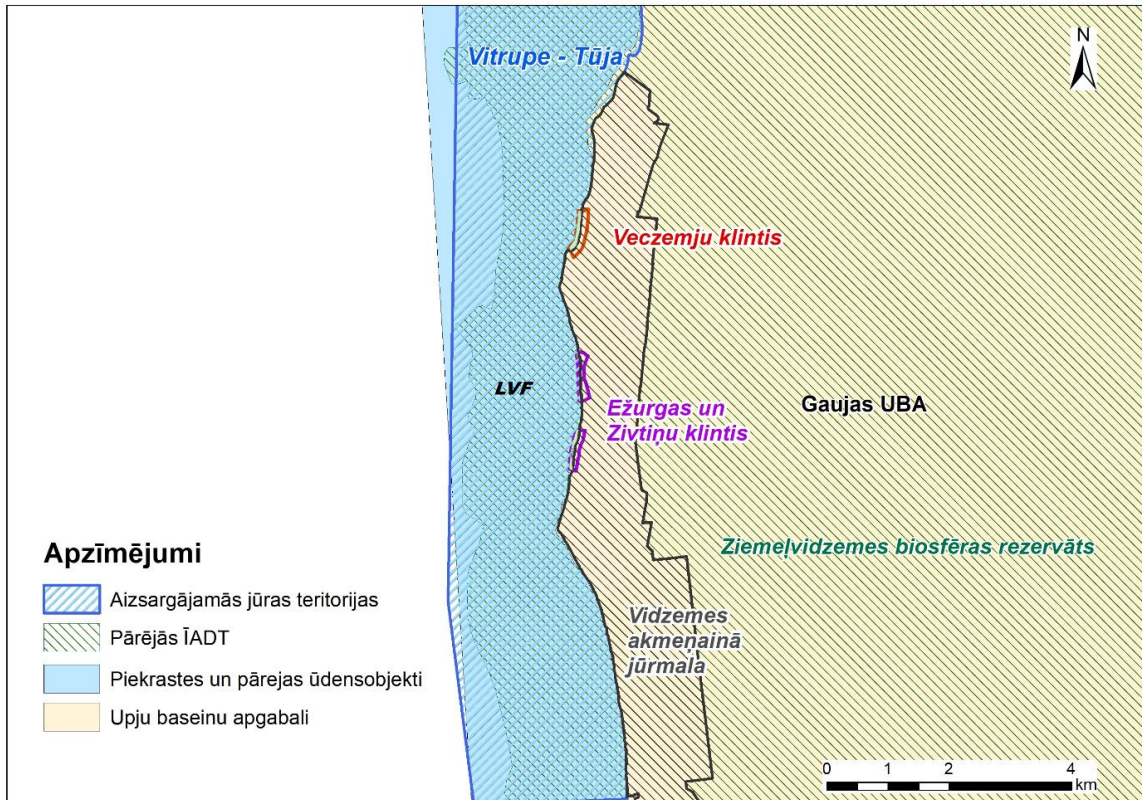 Vitrupe - Tūja
N
Veczemju klintis
LVF
Ežurgas un
Zivtiņu klintis
Gaujas UBA
Ziemeļvidzemes biosfēras rezervāts
Vidzemes
akmeņainā
jūrmala
Apzīmējumi
Aizsargājamās jūras teritorijas
Pārējās ĪADT
Piekrastes un pārejas ūdensobjekti
Upju baseinu apgabali
0 1 2 4
km